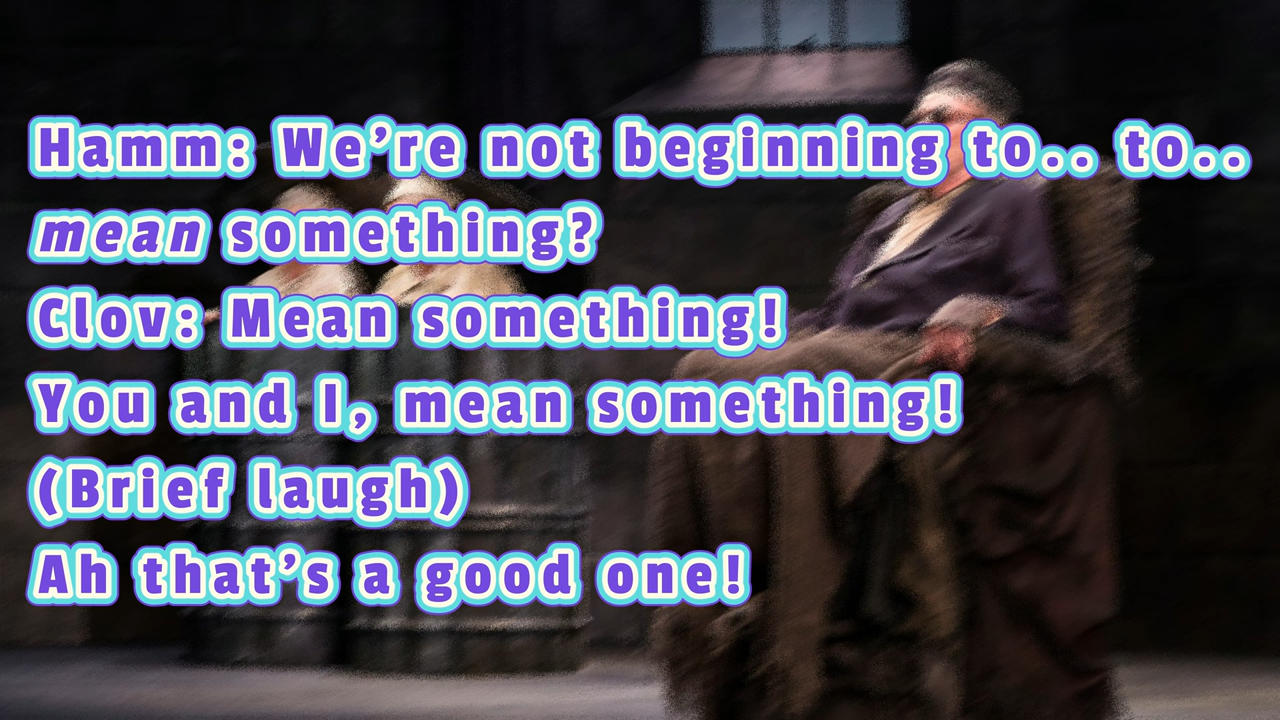 Hamm: We’re not beginning to.. to..
mean something?
Clov: Mean something!
You and I, mean something!
(Brief laugh)
Ah that’s a good one!